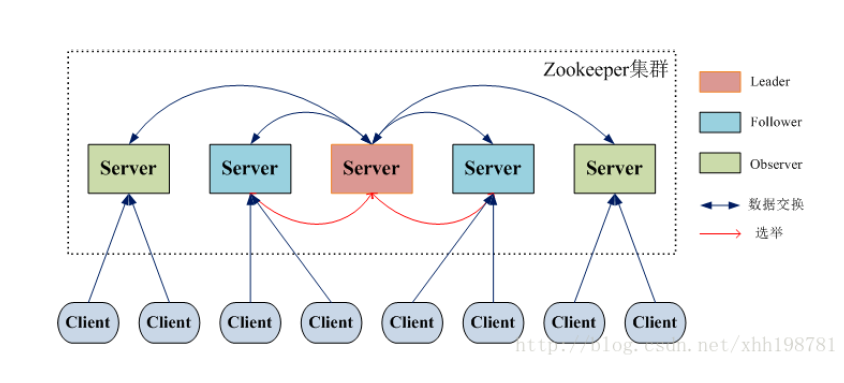 Zookeeper集群
Leader
Follower
Observer
数据交换
选举
Server Server Server Server Server
Client Client Client Client Client Client Client Client
http://blog.csdn.net/xhh198781